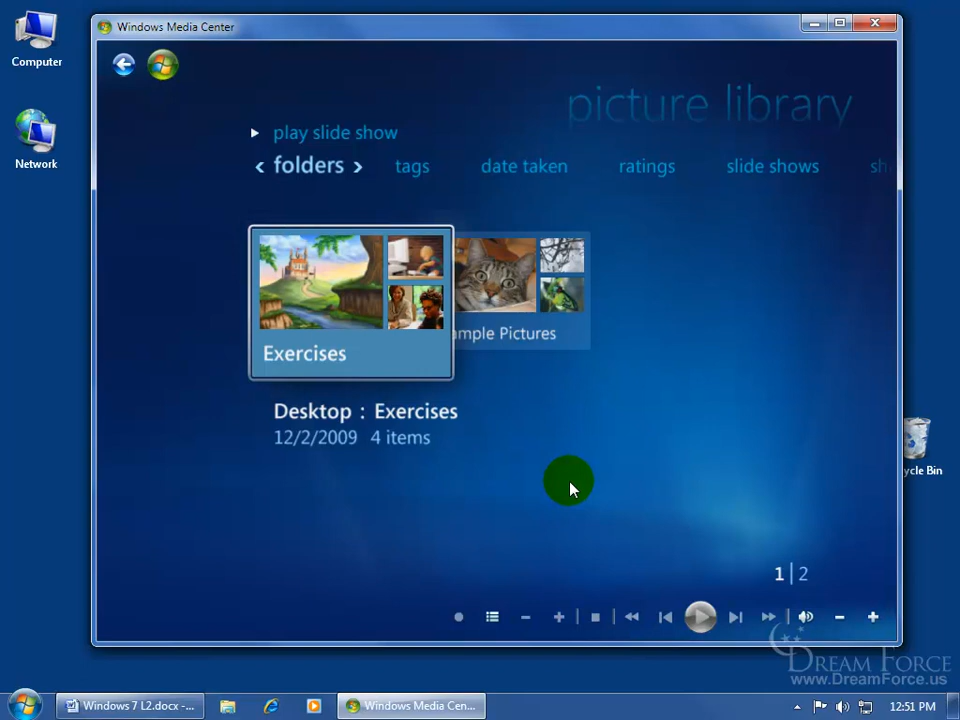 Windows Media Center
Computer
Network
picture library
play slide show
folders tags date taken ratings slide shows
Exercises
Pictures
Desktop : Exercises
12/2/2009 4 items
Bin
1 | 2
DREAM FORCE
www.DreamForce.us
Windows 7 L2.docx -...
Windows Media Cen...
12:51 PM